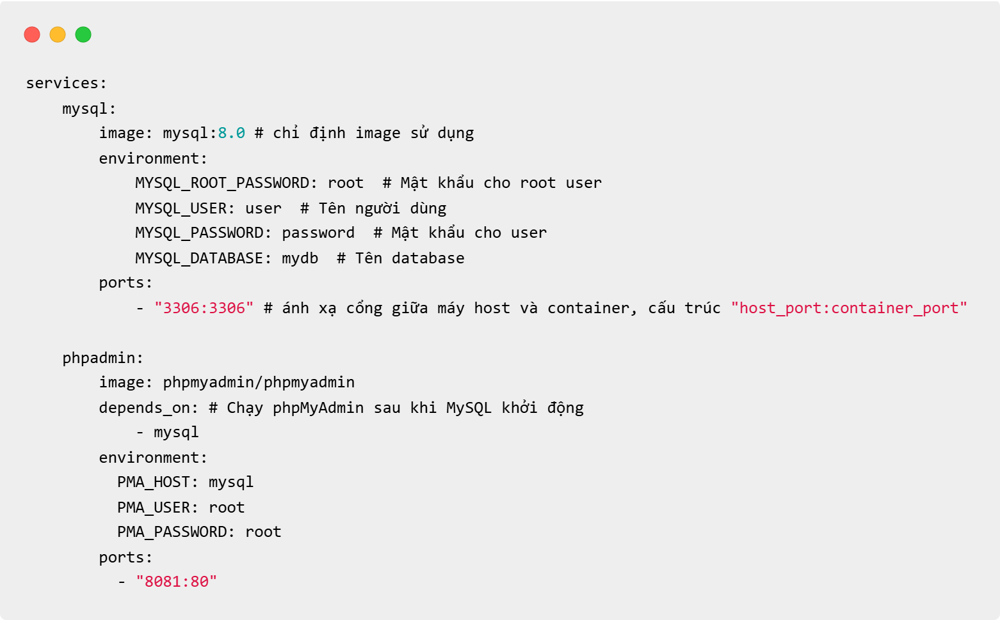 services:
    mysql:
        image: mysql:8.0 # chỉ định image sử dụng
        environment:
            MYSQL_ROOT_PASSWORD: root  # Mật khẩu cho root user
            MYSQL_USER: user  # Tên người dùng
            MYSQL_PASSWORD: password  # Mật khẩu cho user
            MYSQL_DATABASE: mydb  # Tên database
        ports:
            - "3306:3306" # ánh xạ cổng giữa máy host và container, cấu trúc "host_port:container_port"

    phpadmin:
        image: phpmyadmin/phpmyadmin
        depends_on: # Chạy phpMyAdmin sau khi MySQL khởi động
            - mysql
        environment:
          PMA_HOST: mysql
          PMA_USER: root
          PMA_PASSWORD: root
        ports:
          - "8081:80"